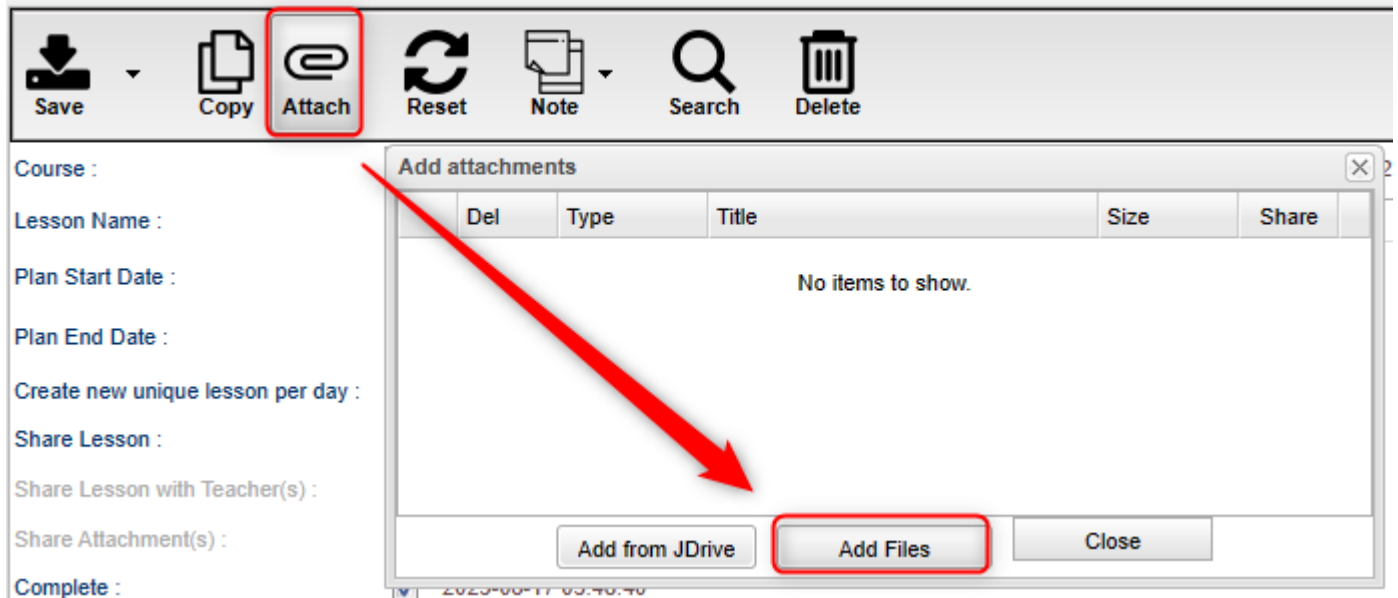 Save Copy Attach Reset Note Search Delete
Course :
Add attachments
Lesson Name :
Del Type Title Size Share
Plan Start Date :
No items to show.
Plan End Date :
Create new unique lesson per day :
Share Lesson :
Share Lesson with Teacher(s) :
Share Attachment(s) :
Add from JDrive Add Files Close
Complete :